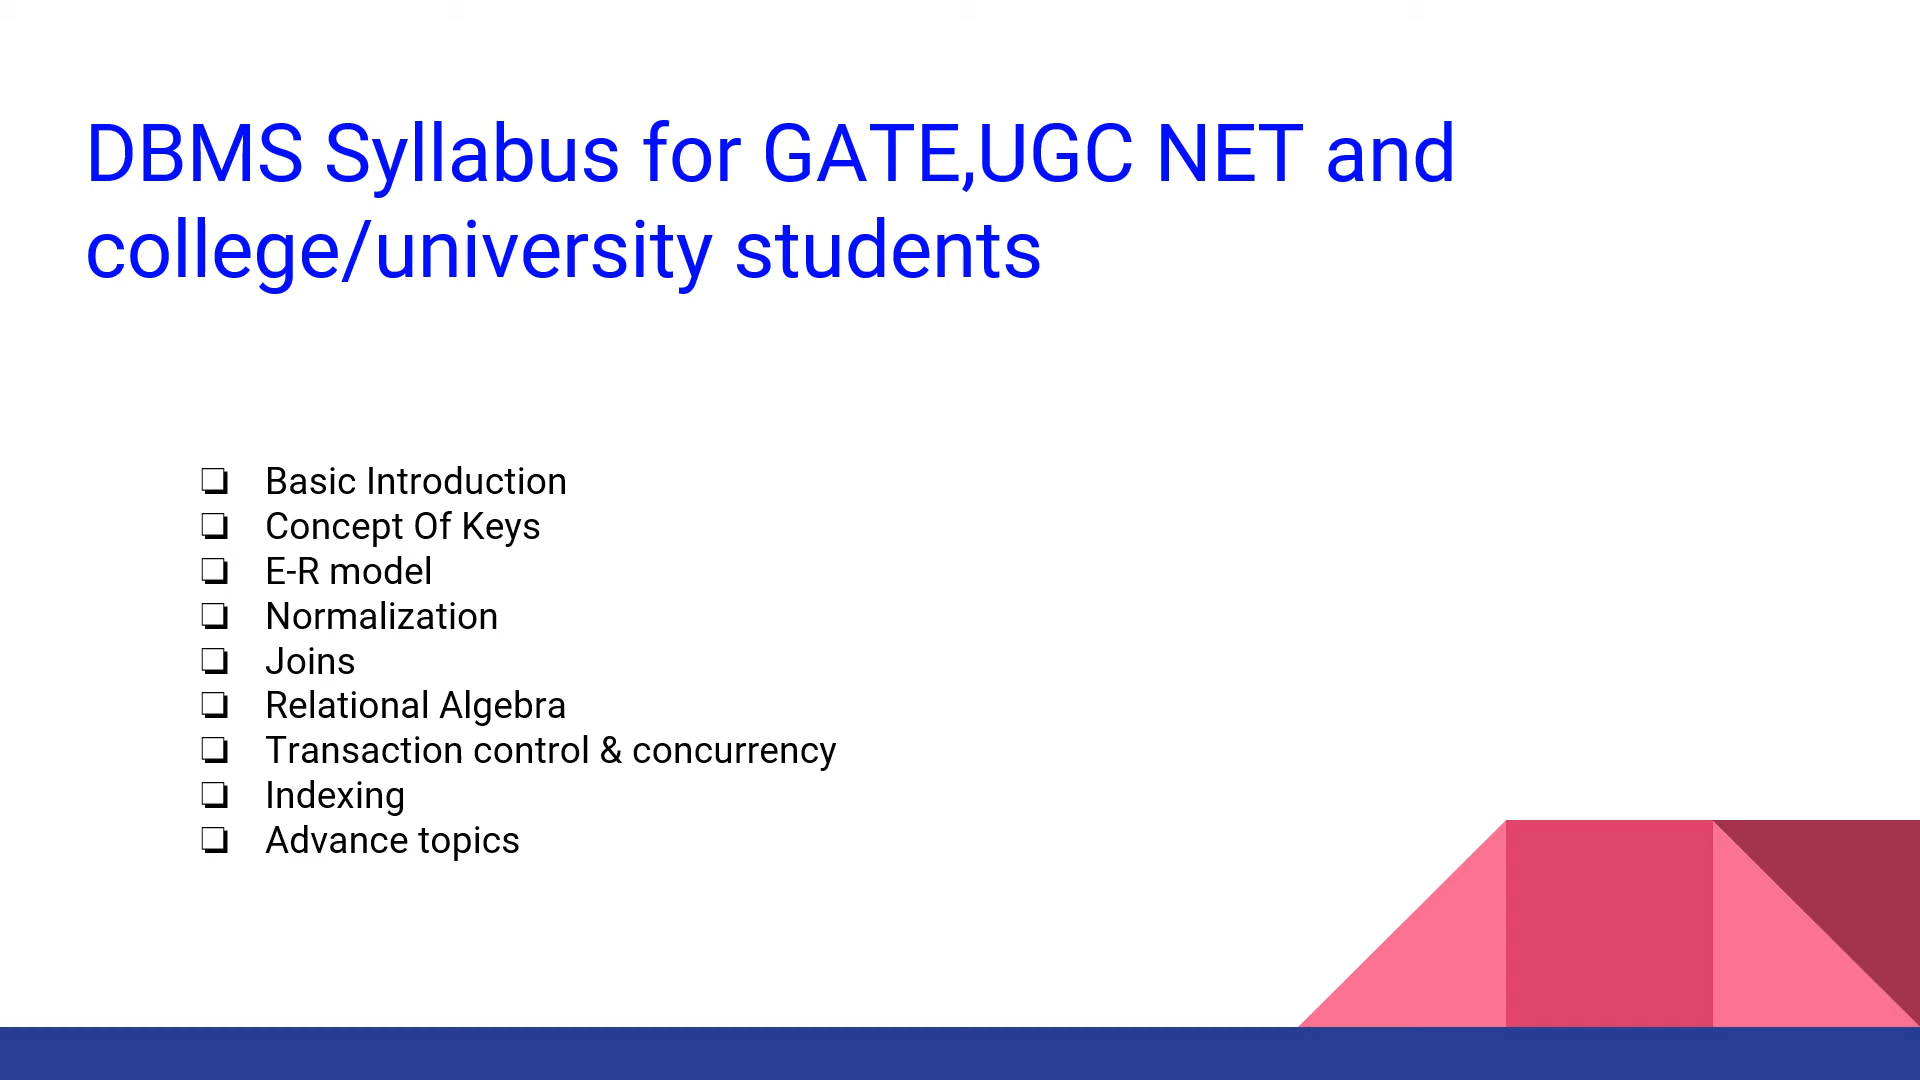 DBMS Syllabus for GATE,UGC NET and
college/university students
❏ Basic Introduction
❏ Concept Of Keys
❏ E-R model
❏ Normalization
❏ Joins
❏ Relational Algebra
❏ Transaction control & concurrency
❏ Indexing
❏ Advance topics